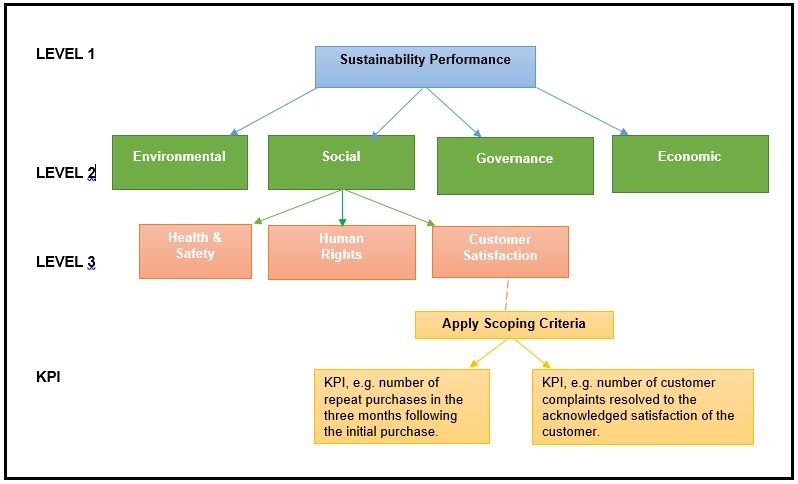 LEVEL 1
Sustainability Performance
LEVEL 2
Environmental
Social
Governance
Economic
LEVEL 3
Health &
Safety
Human
Rights
Customer
Satisfaction
Apply Scoping Criteria
KPI
KPI, e.g. number of
repeat purchases in the
three months following
the initial purchase.
KPI, e.g. number of customer
complaints resolved to the
acknowledged satisfaction of the
customer.